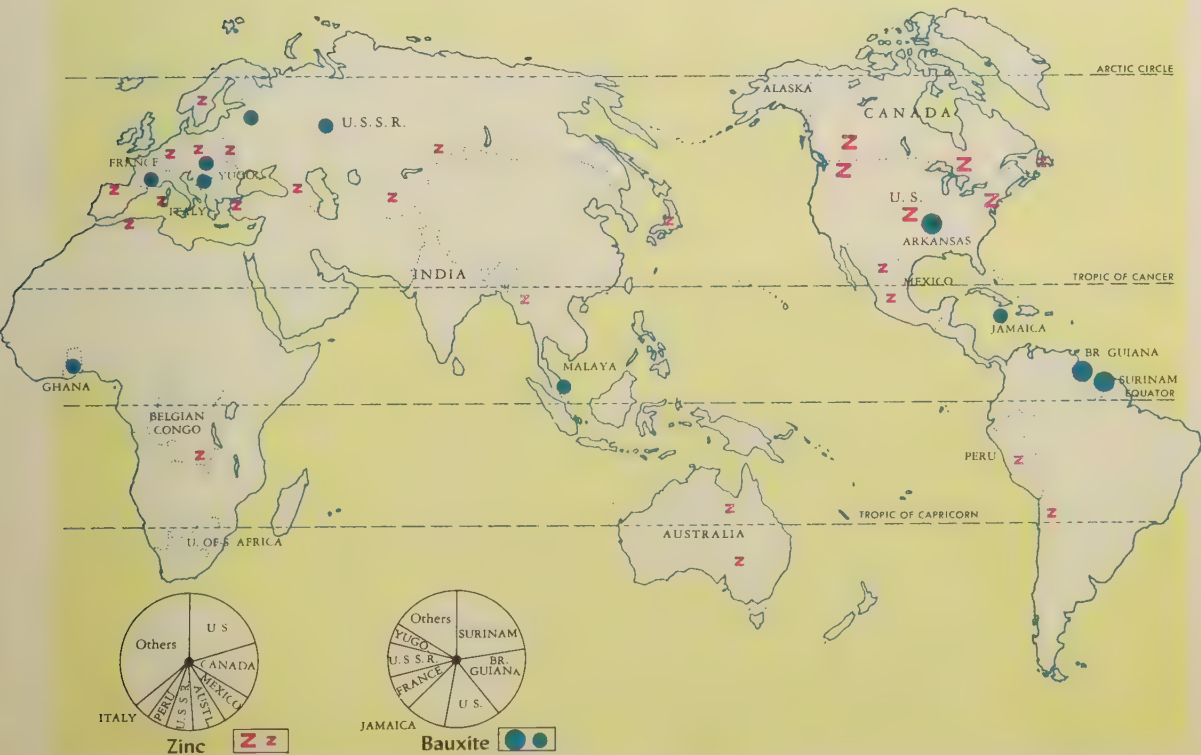 ARCTIC CIRCLE
ALASKA
CANADA
U. S. S. R.
FRANCE
YUGO
ITALY
U. S.
ARKANSAS
INDIA
TROPIC OF CANCER
MEXICO
JAMAICA
BR GUIANA
MALAYA
GHANA
SURINAM
EQUATOR
BELGIAN
CONGO
PERU
TROPIC OF CAPRICORN
AUSTRALIA
U. OF S. AFRICA
Others
U S
CANADA
MEXICO
AUSTL
U. S. S. R.
PERU
ITALY
Zinc
Z Z
Others
SURINAM
BR.
GUIANA
U. S.
JAMAICA
FRANCE
U. S S. R.
YUGO
Bauxite